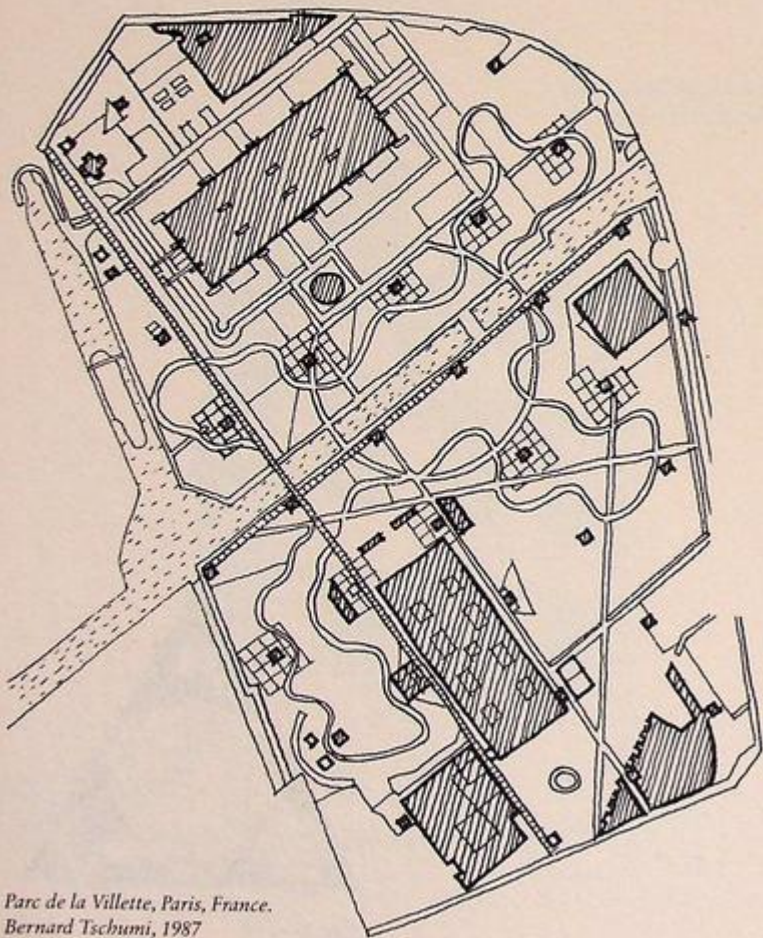 Parc de la Villette, Paris, France.
Bernard Tschumi, 1987